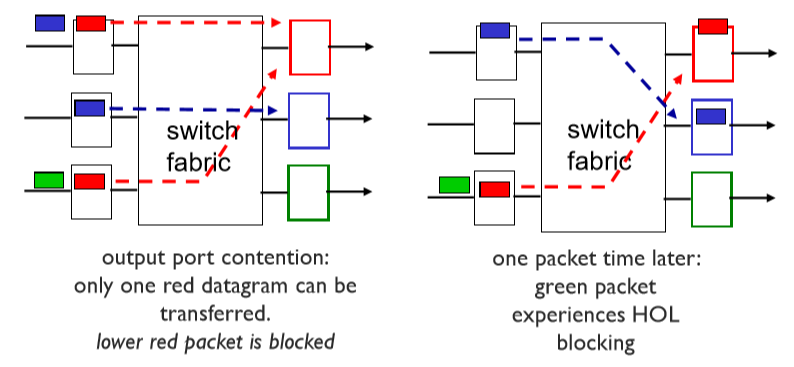 switch
fabric
output port contention:
only one red datagram can be
transferred.
lower red packet is blocked
switch
fabric
one packet time later:
green packet
experiences HOL
blocking